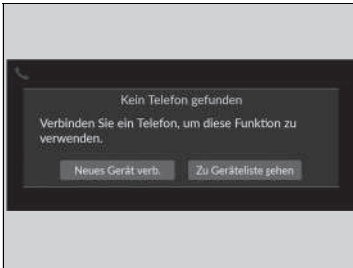 Kein Telefon gefunden
Verbinden Sie ein Telefon, um diese Funktion zu
verwenden.
Neues Gerät verb.
Zu Geräteliste gehen